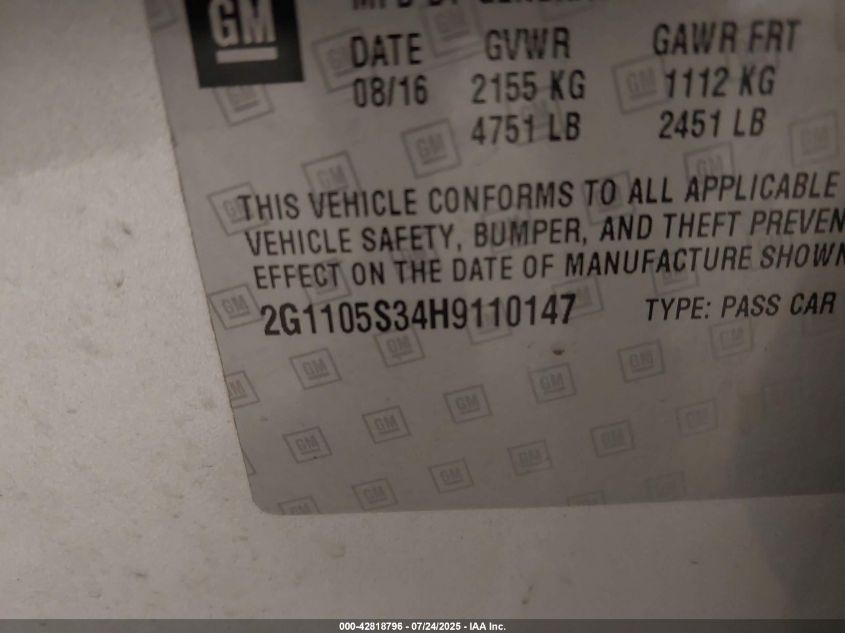 GM
DATE GVWR GAWR FRT
08/16 2155 KG 1112 KG
4751 LB 2451 LB
THIS VEHICLE CONFORMS TO ALL APPLICABLE
VEHICLE SAFETY, BUMPER, AND THEFT PREVEN
EFFECT ON THE DATE OF MANUFACTURE SHOWN
2G1105S34H9110147 TYPE: PASS CAR
000-42818796 - 07/24/2025 - IAA Inc.